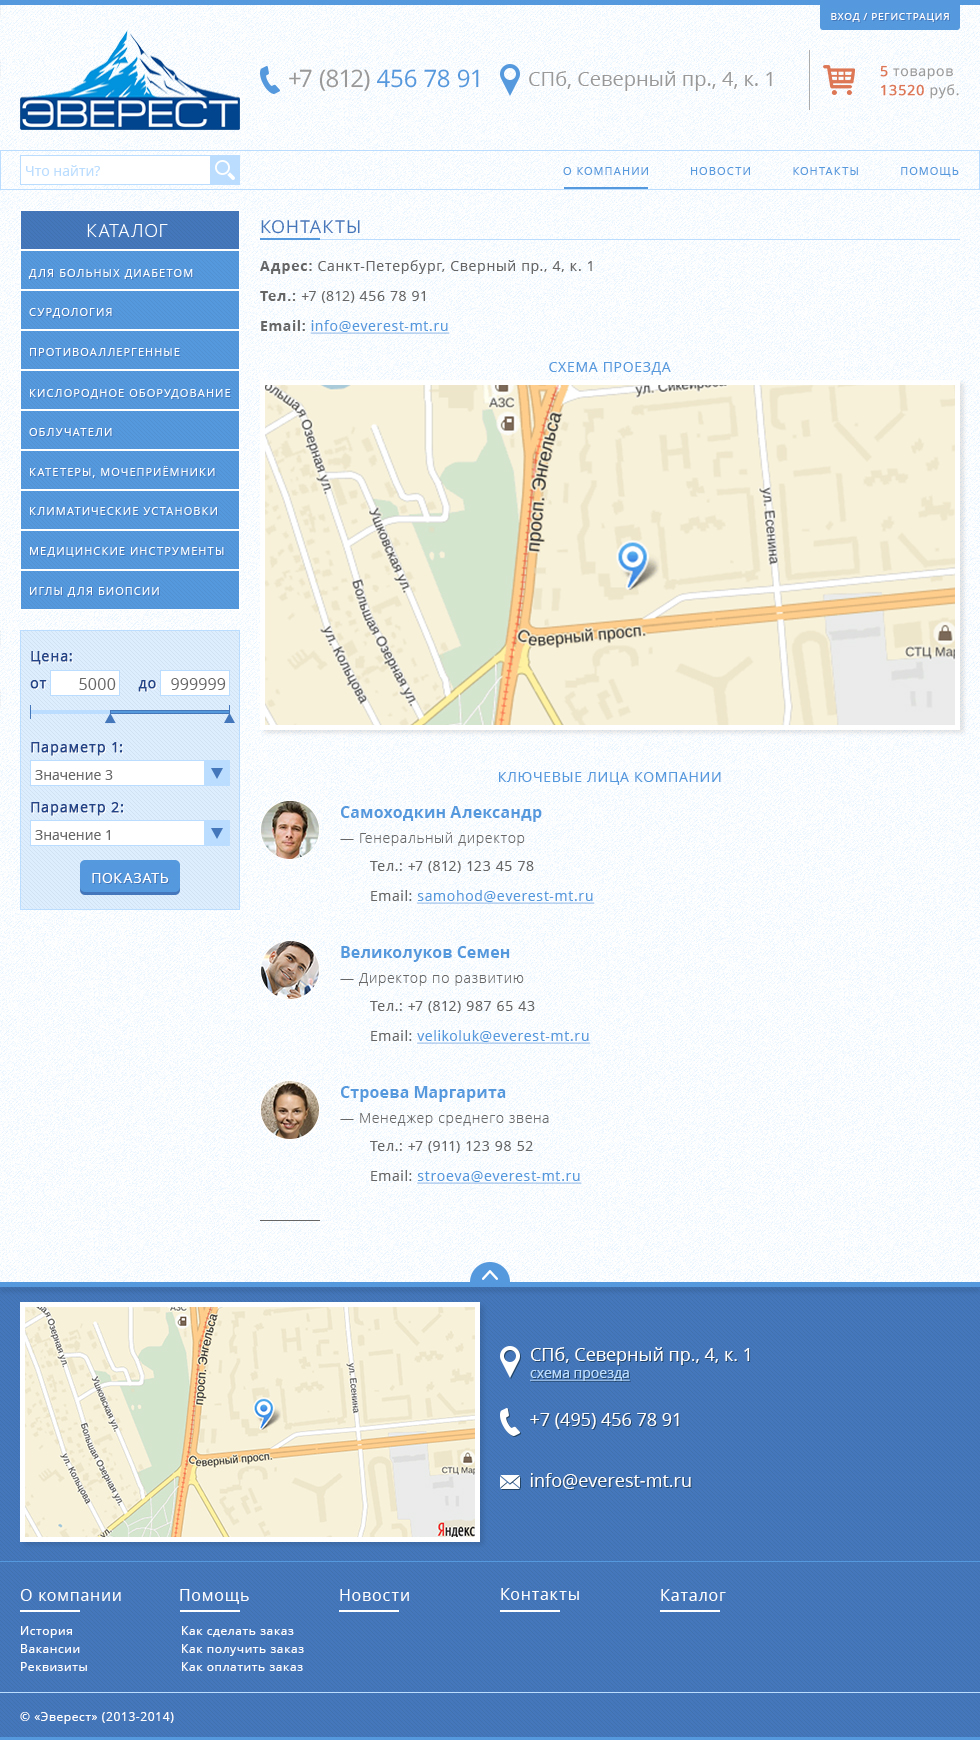 ВХОД / РЕГИСТРАЦИЯ
ЭВЕРЕСТ
+7 (812) 456 78 91
СПб, Северный пр., 4, к. 1
5 товаров
13520 руб.
Что найти?
О КОМПАНИИ НОВОСТИ КОНТАКТЫ ПОМОЩЬ
КАТАЛОГ
ДЛЯ БОЛЬНЫХ ДИАБЕТОМ
СУРДОЛОГИЯ
ПРОТИВОАЛЛЕРГЕННЫЕ
КИСЛОРОДНОЕ ОБОРУДОВАНИЕ
ОБЛУЧАТЕЛИ
КАТЕТЕРЫ, МОЧЕПРИЁМНИКИ
КЛИМАТИЧЕСКИЕ УСТАНОВКИ
МЕДИЦИНСКИЕ ИНСТРУМЕНТЫ
ИГЛЫ ДЛЯ БИОПСИИ
Цена:
от 5000 до 999999
Параметр 1:
Значение 3
Параметр 2:
Значение 1
ПОКАЗАТЬ
КОНТАКТЫ
Адрес: Санкт-Петербург, Сверный пр., 4, к. 1
Тел.: +7 (812) 456 78 91
Email: info@everest-mt.ru
СХЕМА ПРОЕЗДА
ольшая Озерная ул.
АЗС
ул. Сикейроса
просп. Энгельса
Ушковская ул.
ул. Есенина
Большая Озерная ул.
ул. Кольцова
Северный просп.
СТЦ Мар
КЛЮЧЕВЫЕ ЛИЦА КОМПАНИИ
Самоходкин Александр
— Генеральный директор
Тел.: +7 (812) 123 45 78
Email: samohod@everest-mt.ru
Великолуков Семен
— Директор по развитию
Тел.: +7 (812) 987 65 43
Email: velikoluk@everest-mt.ru
Строева Маргарита
— Менеджер среднего звена
Тел.: +7 (911) 123 98 52
Email: stroeva@everest-mt.ru
шая Озерная ул.
АЗС
просп. Энгельса
Ушковская ул.
ул. Есенина
Большая Озерная ул.
ул. Кольцова
Северный просп.
СТЦ Мар
ул.
Яндекс
СПб, Северный пр., 4, к. 1
схема проезда
+7 (495) 456 78 91
info@everest-mt.ru
О компании
История
Вакансии
Реквизиты
Помощь
Как сделать заказ
Как получить заказ
Как оплатить заказ
Новости
Контакты
Каталог
© «Эверест» (2013-2014)